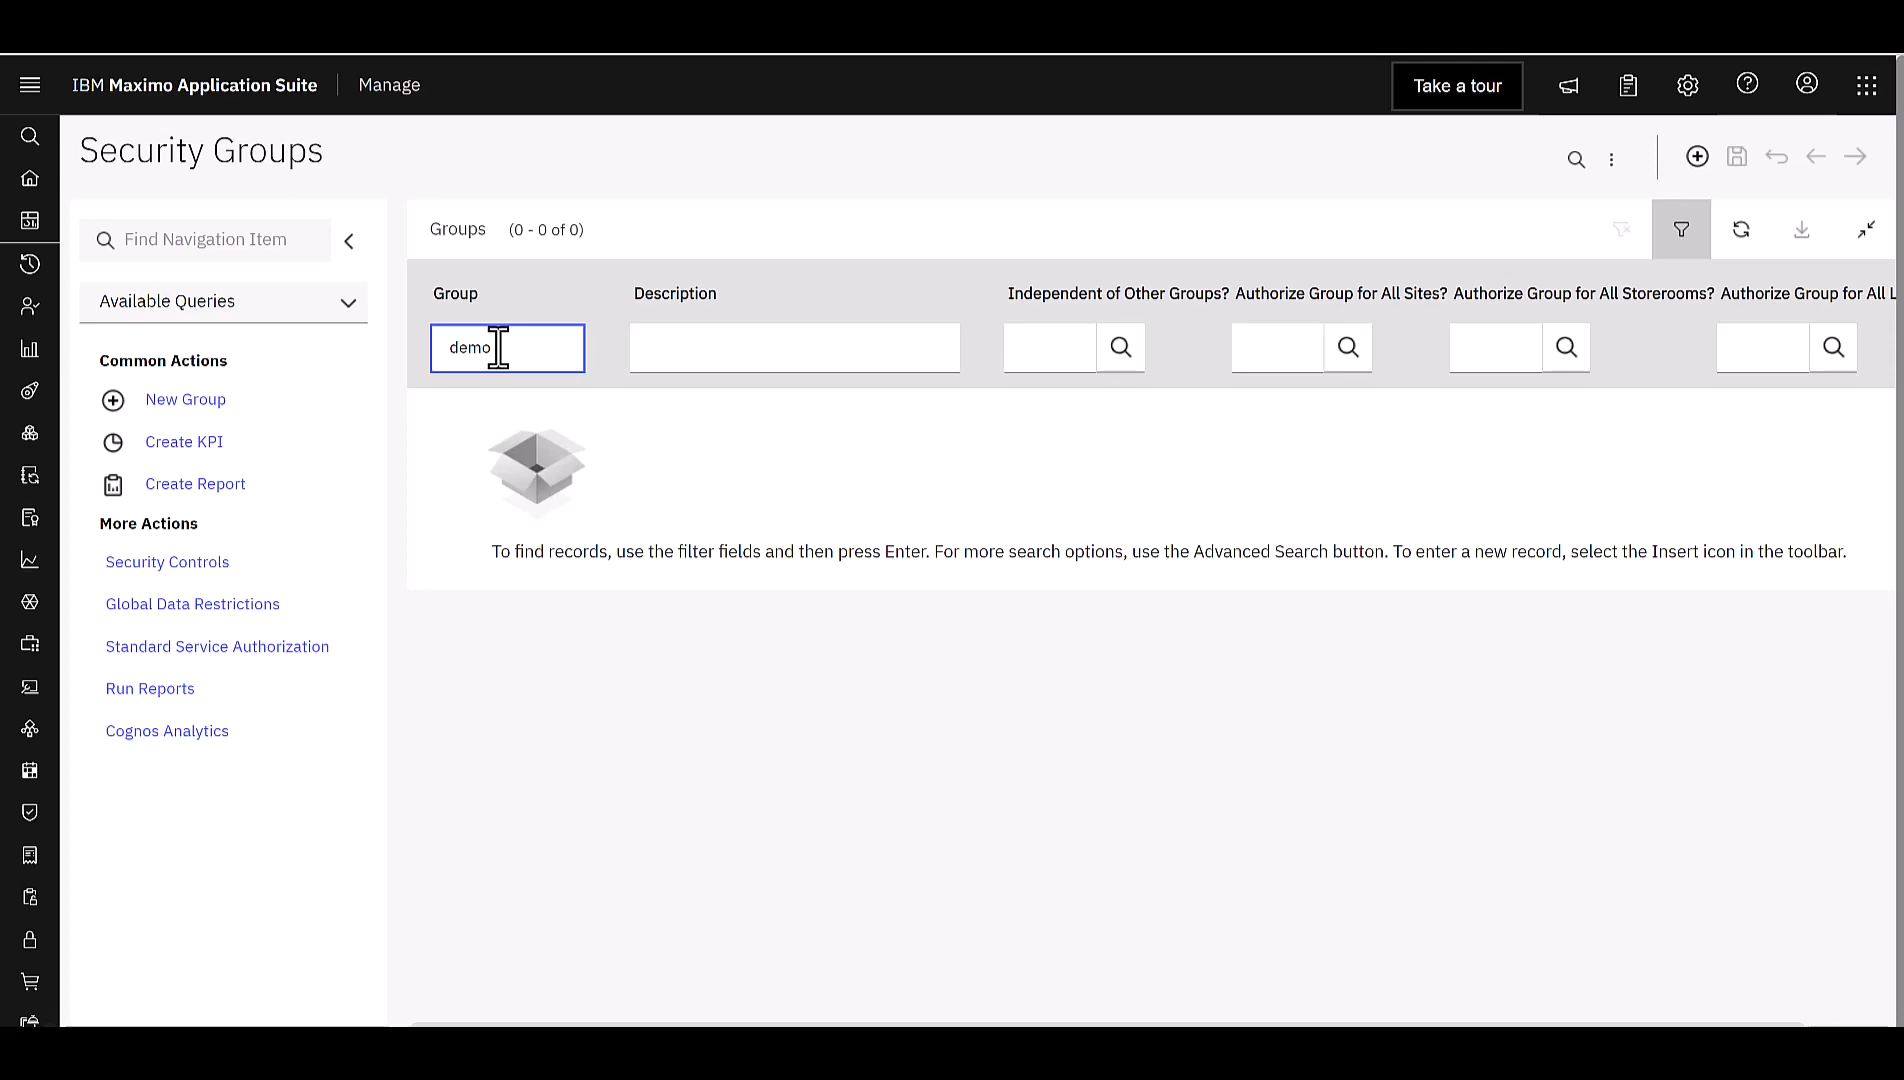 IBM Maximo Application Suite | Manage
Take a tour
Security Groups
Find Navigation Item
Available Queries
Common Actions
New Group
Create KPI
Create Report
More Actions
Security Controls
Global Data Restrictions
Standard Service Authorization
Run Reports
Cognos Analytics
Groups (0 - 0 of 0)
Group Description Independent of Other Groups? Authorize Group for All Sites? Authorize Group for All Storerooms? Authorize Group for All L
demo
To find records, use the filter fields and then press Enter. For more search options, use the Advanced Search button. To enter a new record, select the Insert icon in the toolbar.